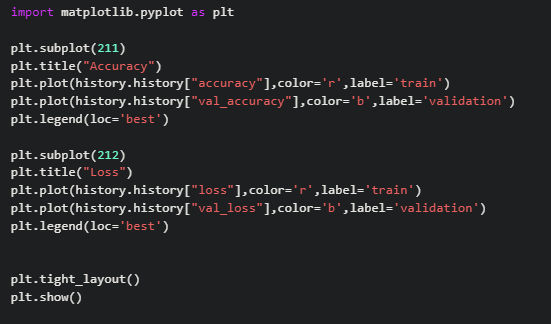 import matplotlib.pyplot as plt
plt.subplot(211)
plt.title("Accuracy")
plt.plot(history.history["accuracy"],color='r',label='train')
plt.plot(history.history["val_accuracy"],color='b',label='validation')
plt.legend(loc='best')
plt.subplot(212)
plt.title("Loss")
plt.plot(history.history["loss"],color='r',label='train')
plt.plot(history.history["val_loss"],color='b',label='validation')
plt.legend(loc='best')
plt.tight_layout()
plt.show()